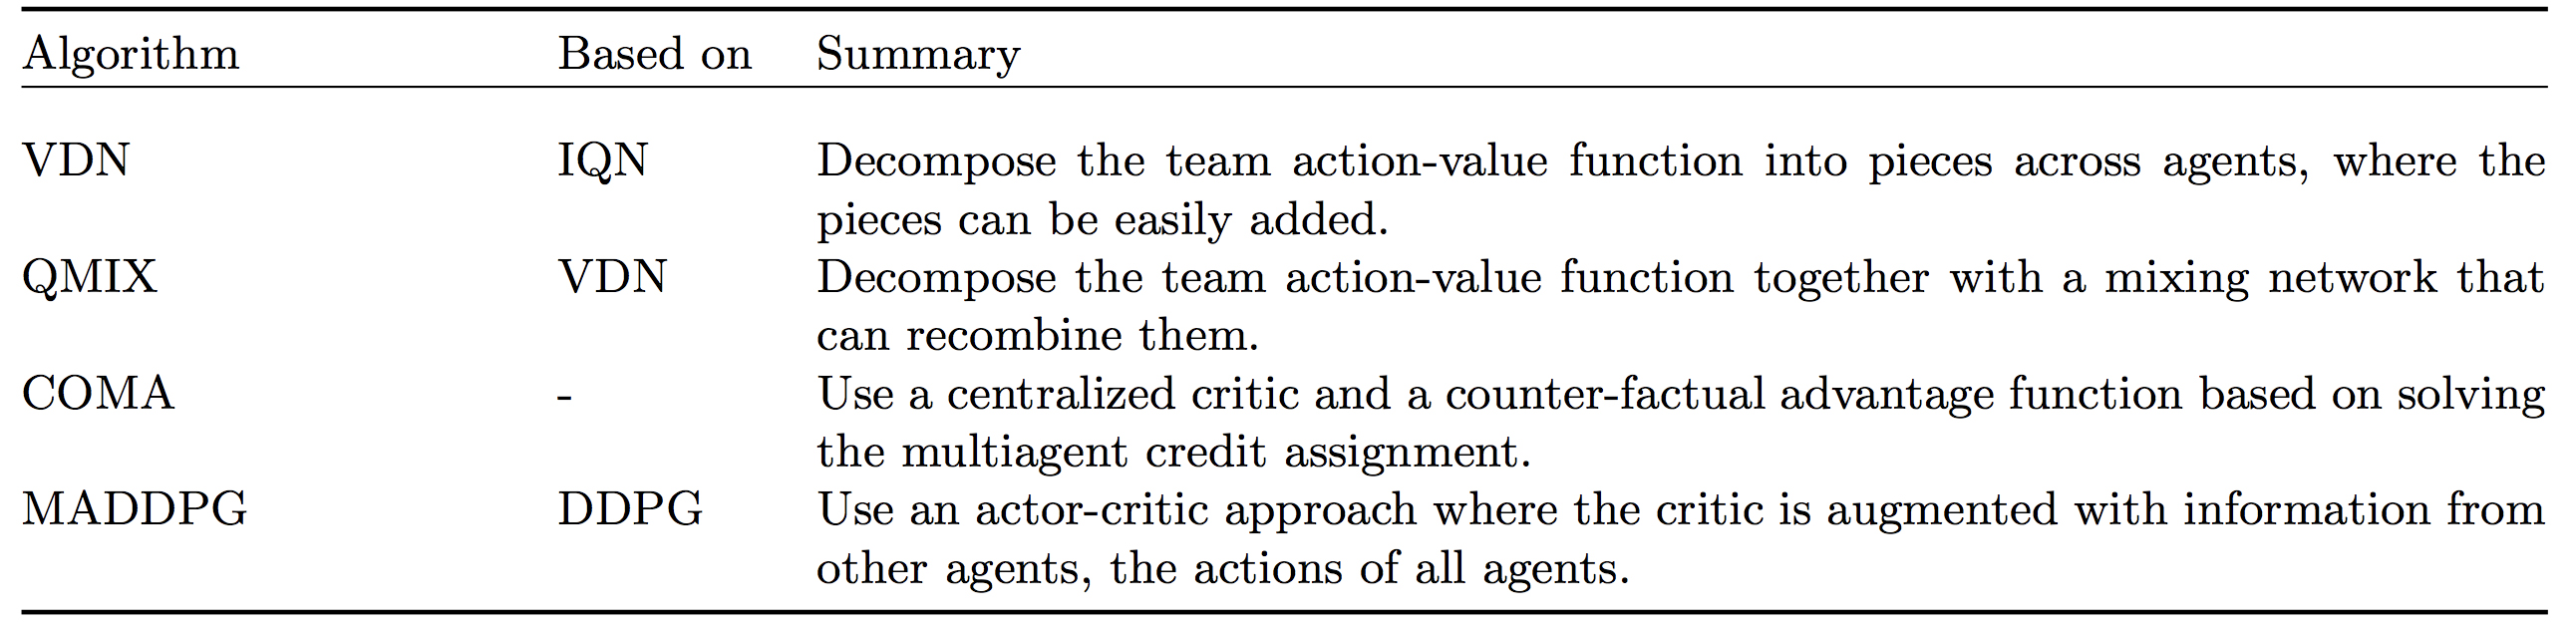 Algorithm Based on Summary
VDN IQN Decompose the team action-value function into pieces across agents, where the
pieces can be easily added.
QMIX VDN Decompose the team action-value function together with a mixing network that
can recombine them.
COMA - Use a centralized critic and a counter-factual advantage function based on solving
the multiagent credit assignment.
MADDPG DDPG Use an actor-critic approach where the critic is augmented with information from
other agents, the actions of all agents.